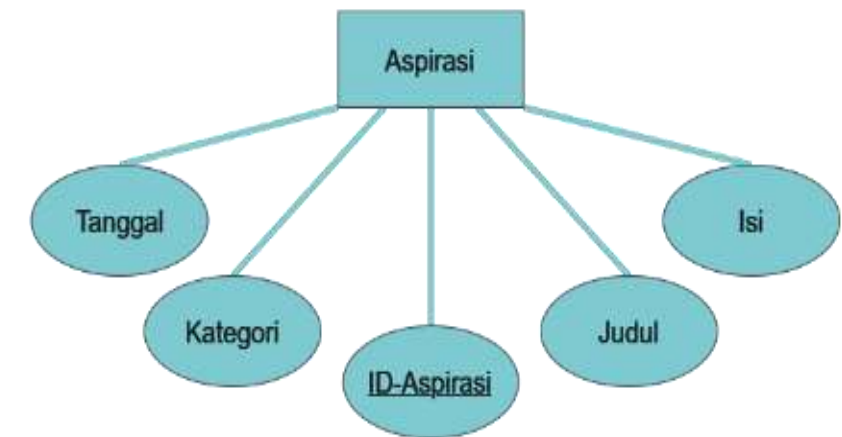 Aspirasi
Tanggal
Isi
Kategori
Judul
ID-Aspirasi